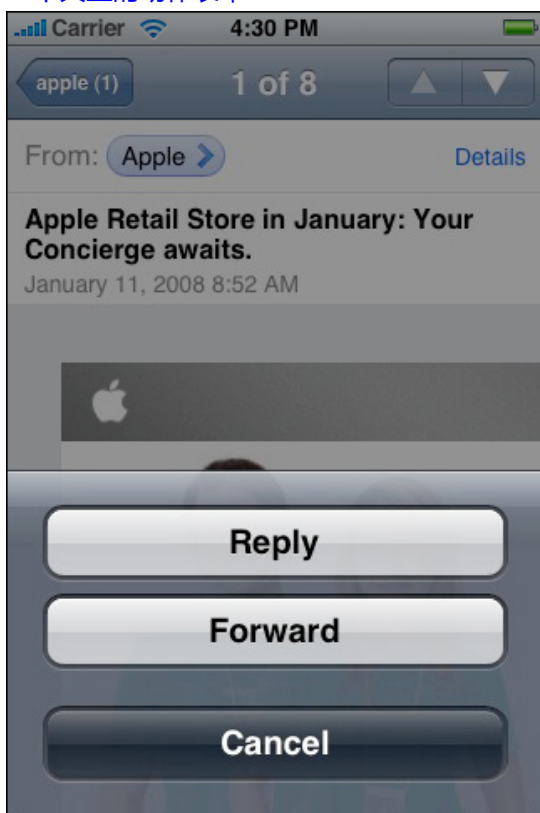 Carrier 4:30 PM
apple (1) 1 of 8
From: Apple Details
Apple Retail Store in January: Your
Concierge awaits.
January 11, 2008 8:52 AM
Reply
Forward
Cancel